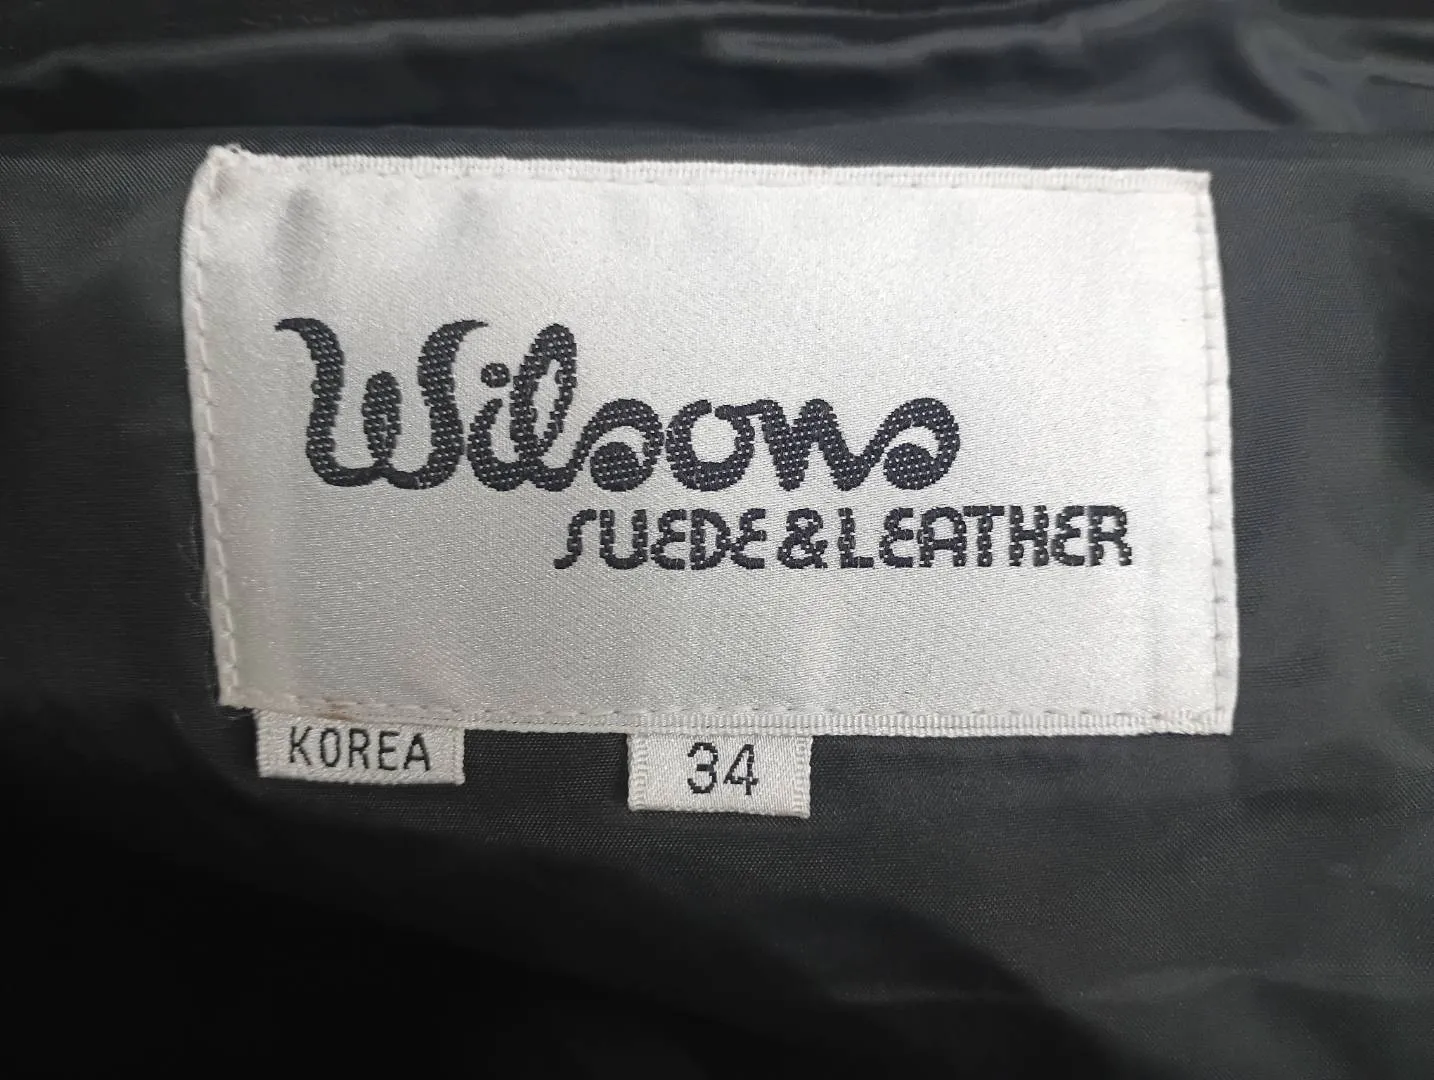 Wilsons
SUEDE & LEATHER
KOREA
34